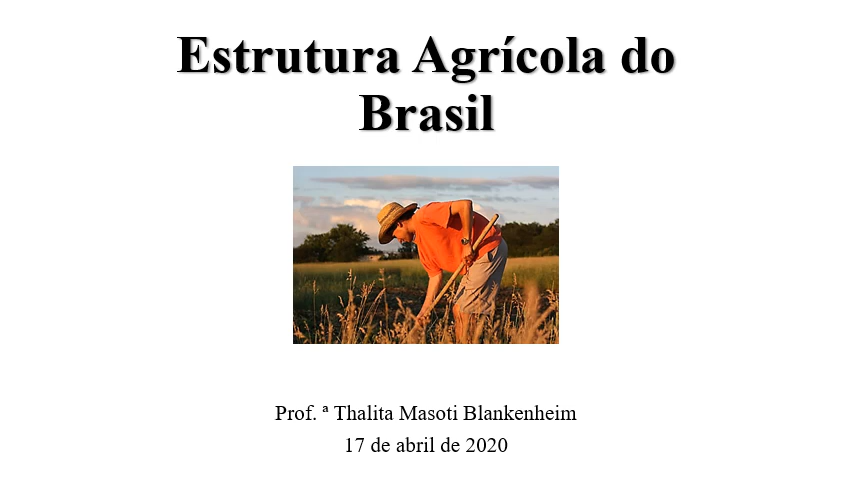 Estrutura Agrícola do
Brasil
Prof. ª Thalita Masoti Blankenheim
17 de abril de 2020